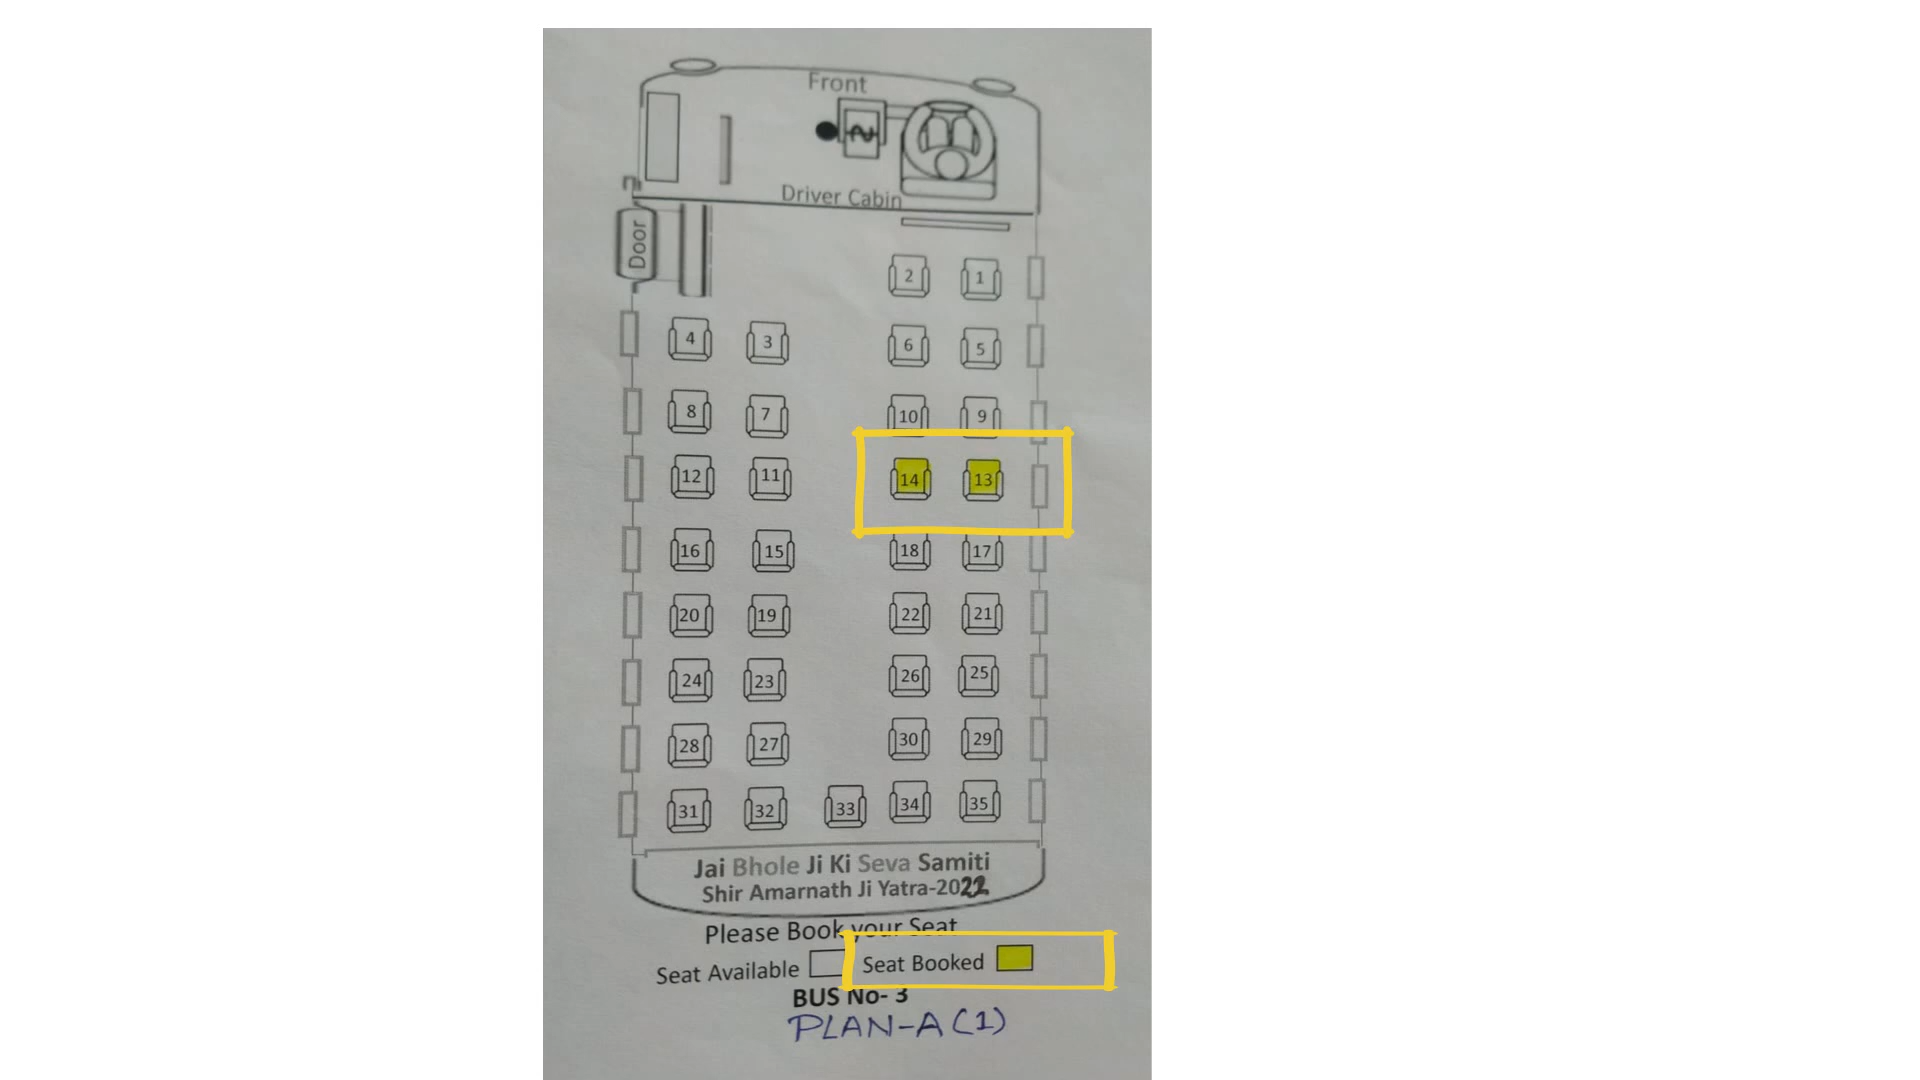 Front
Driver Cabin
Door
2 1
4 3 6 5
8 7 10 9
12 11 14 13
16 15 18 17
20 19 22 21
24 23 26 25
28 27 30 29
31 32 33 34 35
Jai Bhole Ji Ki Seva Samiti
Shir Amarnath Ji Yatra-2022
Please Book your Seat
Seat Available Seat Booked
BUS No- 3
PLAN-A (1)